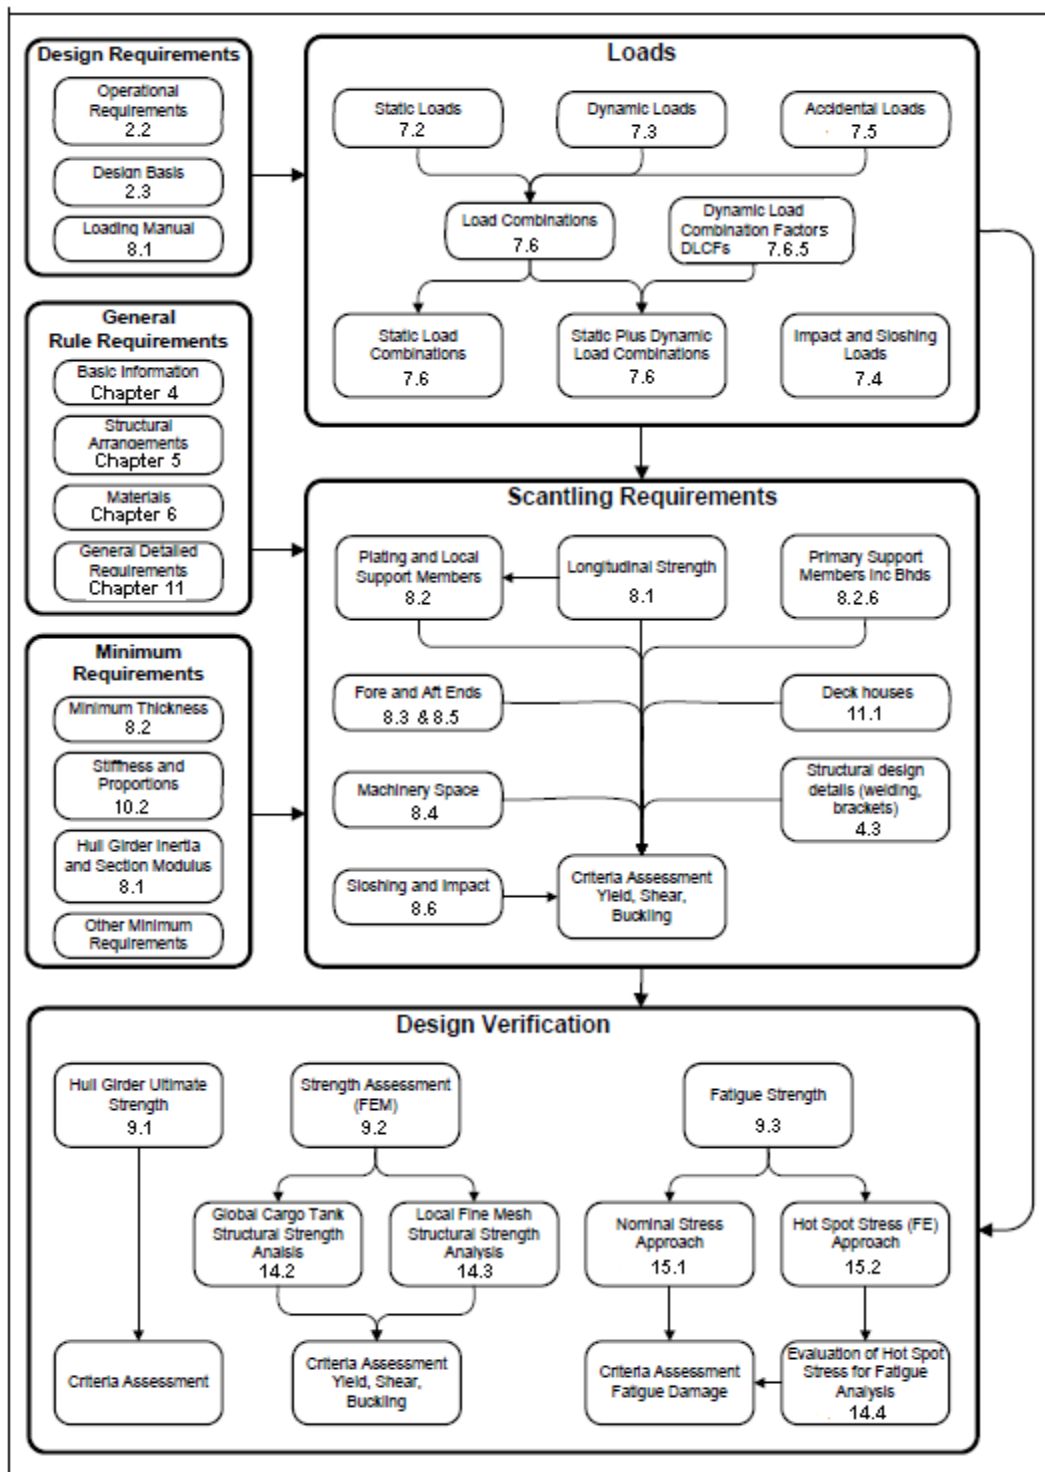 Design Requirements
Operational
Requirements
2.2
Design Basis
2.3
Loading Manual
8.1
Loads
Static Loads
7.2
Dynamic Loads
7.3
Accidental Loads
7.5
Load Combinations
7.6
Dynamic Load
Combination Factors
DLCFs 7.6.5
Static Load
Combinations
7.6
Static Plus Dynamic
Load Combinations
7.6
Impact and Sloshing
Loads
7.4
General
Rule Requirements
Basic Information
Chapter 4
Structural
Arrangements
Chapter 5
Materials
Chapter 6
General Detailed
Requirements
Chapter 11
Minimum
Requirements
Minimum Thickness
8.2
Stiffness and
Proportions
10.2
Hull Girder Inertia
and Section Modulus
8.1
Other Minimum
Requirements
Scantling Requirements
Plating and Local
Support Members
8.2
Longitudinal Strength
8.1
Primary Support
Members Inc Bhds
8.2.6
Fore and Aft Ends
8.3 & 8.5
Deck houses
11.1
Machinery Space
8.4
Structural design
details (welding,
brackets)
4.3
Sloshing and Impact
8.6
Criteria Assessment
Yield, Shear,
Buckling
Design Verification
Hull Girder Ultimate
Strength
9.1
Strength Assessment
(FEM)
9.2
Fatigue Strength
9.3
Global Cargo Tank
Structural Strength
Analsis
14.2
Local Fine Mesh
Structural Strength
Analysis
14.3
Nominal Stress
Approach
15.1
Hot Spot Stress (FE)
Approach
15.2
Criteria Assessment
Criteria Assessment
Yield, Shear,
Buckling
Criteria Assessment
Fatigue Damage
Evaluation of Hot Spot
Stress for Fatigue
Analysis
14.4